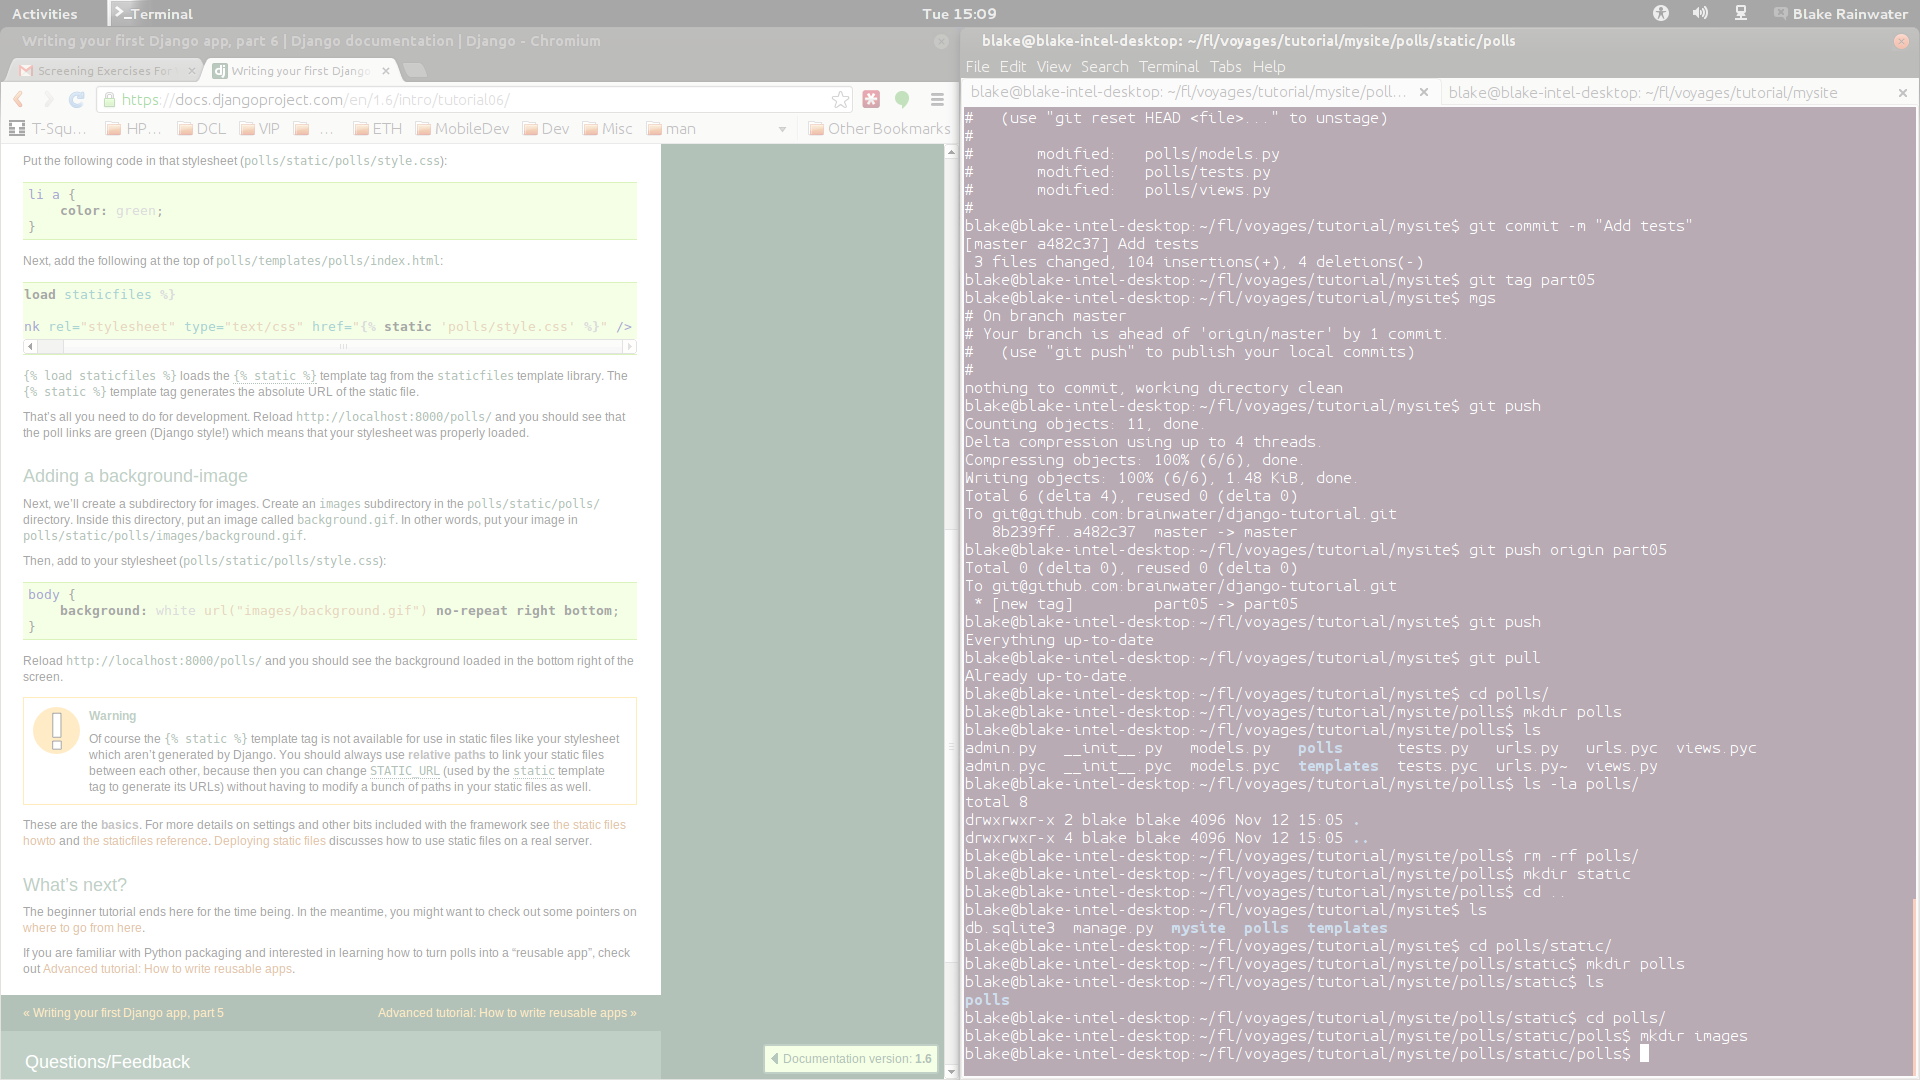 Activities
Terminal
Tue 15:09
Blake Rainwater
Writing your first Django app, part 6 | Django documentation | Django - Chromium
Screening Exercises For
Writing your first Django
https://docs.djangoproject.com/en/1.6/intro/tutorial06/
T-Squ...
HP...
DCL
VIP
...
ETH
MobileDev
Dev
Misc
man
Other Bookmarks
Put the following code in that stylesheet (polls/static/polls/style.css):
li a {
color: green;
}
Next, add the following at the top of polls/templates/polls/index.html:
load staticfiles %}
nk rel="stylesheet" type="text/css" href="{% static 'polls/style.css' %}" />
{% load staticfiles %} loads the {% static %} template tag from the staticfiles template library. The
{% static %} template tag generates the absolute URL of the static file.
That's all you need to do for development. Reload http://localhost:8000/polls/ and you should see that
the poll links are green (Django style!) which means that your stylesheet was properly loaded.
Adding a background-image
Next, we'll create a subdirectory for images. Create an images subdirectory in the polls/static/polls/
directory. Inside this directory, put an image called background.gif. In other words, put your image in
polls/static/polls/images/background.gif.
Then, add to your stylesheet (polls/static/polls/style.css):
body {
background: white url("images/background.gif") no-repeat right bottom;
}
Reload http://localhost:8000/polls/ and you should see the background loaded in the bottom right of the
screen.
Warning
Of course the {% static %} template tag is not available for use in static files like your stylesheet
which aren't generated by Django. You should always use relative paths to link your static files
between each other, because then you can change STATIC_URL (used by the static template
tag to generate its URLs) without having to modify a bunch of paths in your static files as well.
These are the basics. For more details on settings and other bits included with the framework see the static files
howto and the staticfiles reference. Deploying static files discusses how to use static files on a real server.
What's next?
The beginner tutorial ends here for the time being. In the meantime, you might want to check out some pointers on
where to go from here.
If you are familiar with Python packaging and interested in learning how to turn polls into a “reusable app”, check
out Advanced tutorial: How to write reusable apps.
« Writing your first Django app, part 5
Advanced tutorial: How to write reusable apps »
Questions/Feedback
Documentation version: 1.6
blake@blake-intel-desktop: ~/fl/voyages/tutorial/mysite/polls/static/polls
File Edit View Search Terminal Tabs Help
blake@blake-intel-desktop: ~/fl/voyages/tutorial/mysite/poll...
blake@blake-intel-desktop: ~/fl/voyages/tutorial/mysite
#   (use "git reset HEAD <file>..." to unstage)
#
#       modified:   polls/models.py
#       modified:   polls/tests.py
#       modified:   polls/views.py
#
blake@blake-intel-desktop:~/fl/voyages/tutorial/mysite$ git commit -m "Add tests"
[master a482c37] Add tests
3 files changed, 104 insertions(+), 4 deletions(-)
blake@blake-intel-desktop:~/fl/voyages/tutorial/mysite$ git tag part05
blake@blake-intel-desktop:~/fl/voyages/tutorial/mysite$ mgs
# On branch master
# Your branch is ahead of 'origin/master' by 1 commit.
#   (use "git push" to publish your local commits)
#
nothing to commit, working directory clean
blake@blake-intel-desktop:~/fl/voyages/tutorial/mysite$ git push
Counting objects: 11, done.
Delta compression using up to 4 threads.
Compressing objects: 100% (6/6), done.
Writing objects: 100% (6/6), 1.48 KiB, done.
Total 6 (delta 4), reused 0 (delta 0)
To git@github.com:brainwater/django-tutorial.git
8b239ff..a482c37  master -> master
blake@blake-intel-desktop:~/fl/voyages/tutorial/mysite$ git push origin part05
Total 0 (delta 0), reused 0 (delta 0)
To git@github.com:brainwater/django-tutorial.git
* [new tag]         part05 -> part05
blake@blake-intel-desktop:~/fl/voyages/tutorial/mysite$ git push
Everything up-to-date
blake@blake-intel-desktop:~/fl/voyages/tutorial/mysite$ git pull
Already up-to-date.
blake@blake-intel-desktop:~/fl/voyages/tutorial/mysite$ cd polls/
blake@blake-intel-desktop:~/fl/voyages/tutorial/mysite/polls$ mkdir polls
blake@blake-intel-desktop:~/fl/voyages/tutorial/mysite/polls$ ls
admin.py   __init__.py   models.py   polls      tests.py   urls.py   urls.pyc  views.pyc
admin.pyc  __init__.pyc  models.pyc  templates  tests.pyc  urls.py~  views.py
blake@blake-intel-desktop:~/fl/voyages/tutorial/mysite/polls$ ls -la polls/
total 8
drwxrwxr-x 2 blake blake 4096 Nov 12 15:05 .
drwxrwxr-x 4 blake blake 4096 Nov 12 15:05 ..
blake@blake-intel-desktop:~/fl/voyages/tutorial/mysite/polls$ rm -rf polls/
blake@blake-intel-desktop:~/fl/voyages/tutorial/mysite/polls$ mkdir static
blake@blake-intel-desktop:~/fl/voyages/tutorial/mysite/polls$ cd ..
blake@blake-intel-desktop:~/fl/voyages/tutorial/mysite$ ls
db.sqlite3  manage.py  mysite  polls  templates
blake@blake-intel-desktop:~/fl/voyages/tutorial/mysite$ cd polls/static/
blake@blake-intel-desktop:~/fl/voyages/tutorial/mysite/polls/static$ mkdir polls
blake@blake-intel-desktop:~/fl/voyages/tutorial/mysite/polls/static$ ls
polls
blake@blake-intel-desktop:~/fl/voyages/tutorial/mysite/polls/static$ cd polls/
blake@blake-intel-desktop:~/fl/voyages/tutorial/mysite/polls/static/polls$ mkdir images
blake@blake-intel-desktop:~/fl/voyages/tutorial/mysite/polls/static/polls$